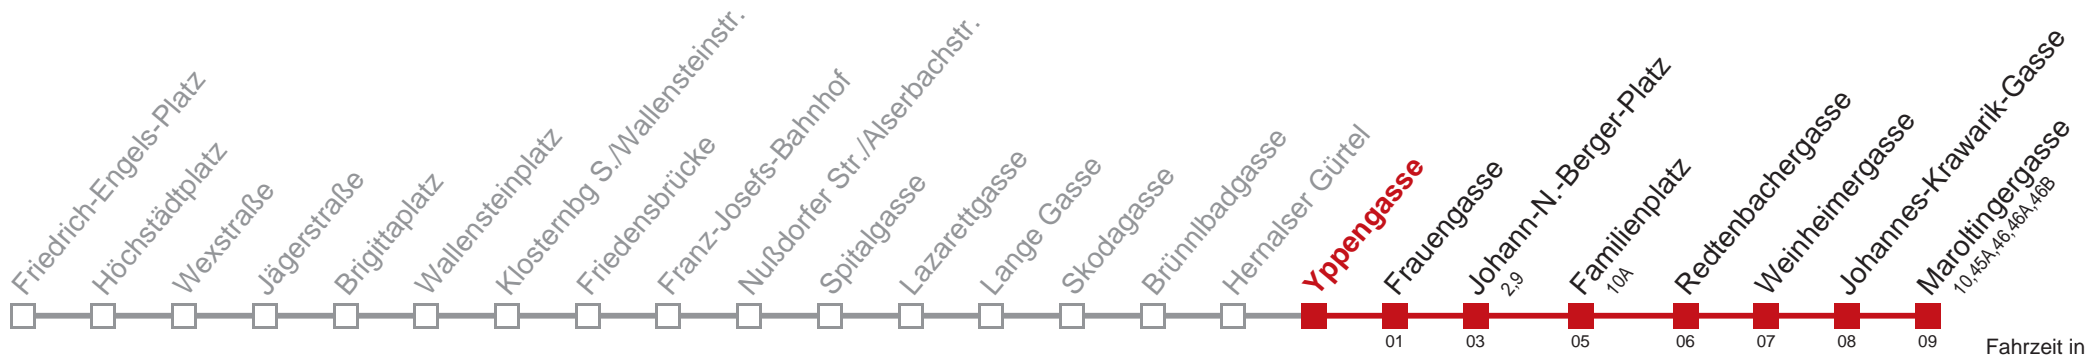 Friedrich-Engels-Platz
Höchstädtplatz
Wexstraße
Jägerstraße
Brigittaplatz
Wallensteinplatz
Klosternbg S./Wallensteinstr.
Friedensbrücke
Franz-Josefs-Bahnhof
Nußdorfer Str./Alserbachstr.
Spitalgasse
Lazarettgasse
Lange Gasse
Skodagasse
Brünnlbadgasse
Hernalser Gürtel
Yppengasse
Frauengasse
Johann-N.-Berger-Platz
2,9
Familienplatz
10A
Redtenbachergasse
Weinheimergasse
Johannes-Krawarik-Gasse
Maroltingergasse
10,45A,46,46A,46B
01 03 05 06 07 08 09
Fahrzeit in